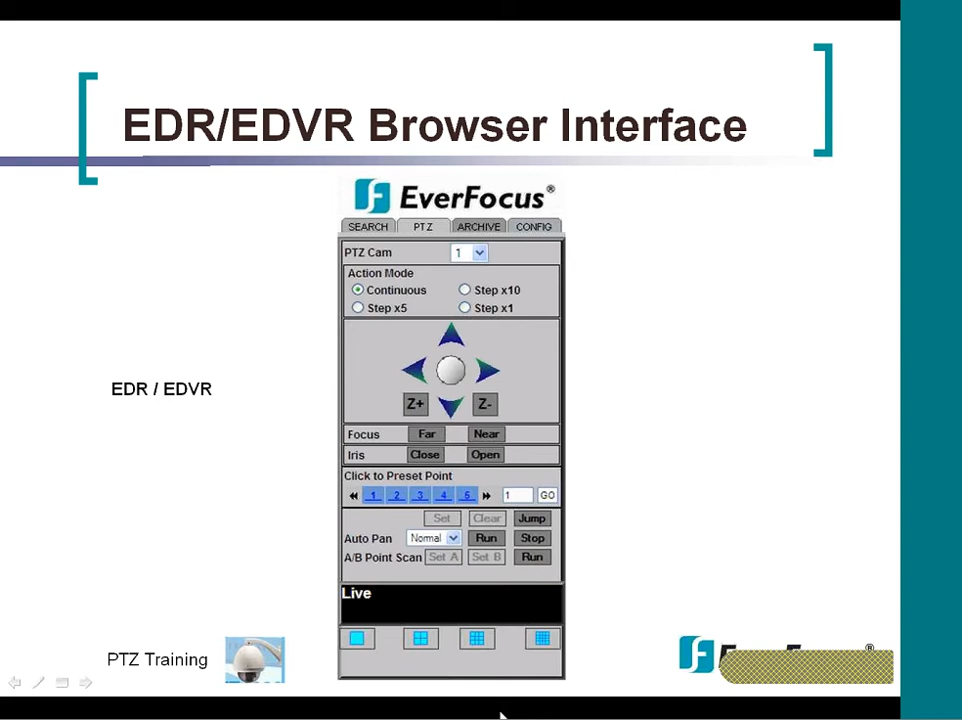 EDR/EDVR Browser Interface
EverFocus®
SEARCH PTZ ARCHIVE CONFIG
PTZ Cam 1
Action Mode
Continuous Step x10
Step x5 Step x1
EDR / EDVR
Z+ Z-
Focus Far Near
Iris Close Open
Click to Preset Point
1 2 3 4 5 1 GO
Set Clear Jump
Auto Pan Normal Run Stop
A/B Point Scan Set A Set B Run
Live
PTZ Training